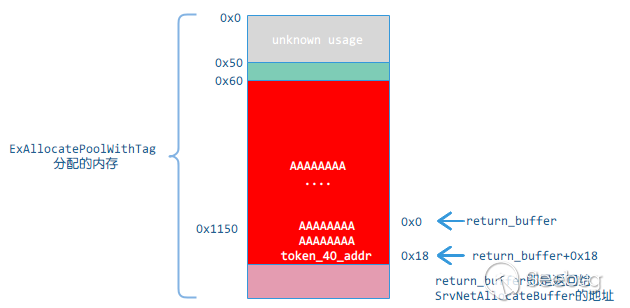 0x0
unknown usage
0x50
0x60
ExAllocatePoolWithTag
分配的内存
AAAAAAAA
....
0x1150
AAAAAAAA
0x0
return_buffer
AAAAAAAA
token_40_addr
0x18
return_buffer+0x18
return_buffer即是返回给
SrvNetAllocateBuffer的地址